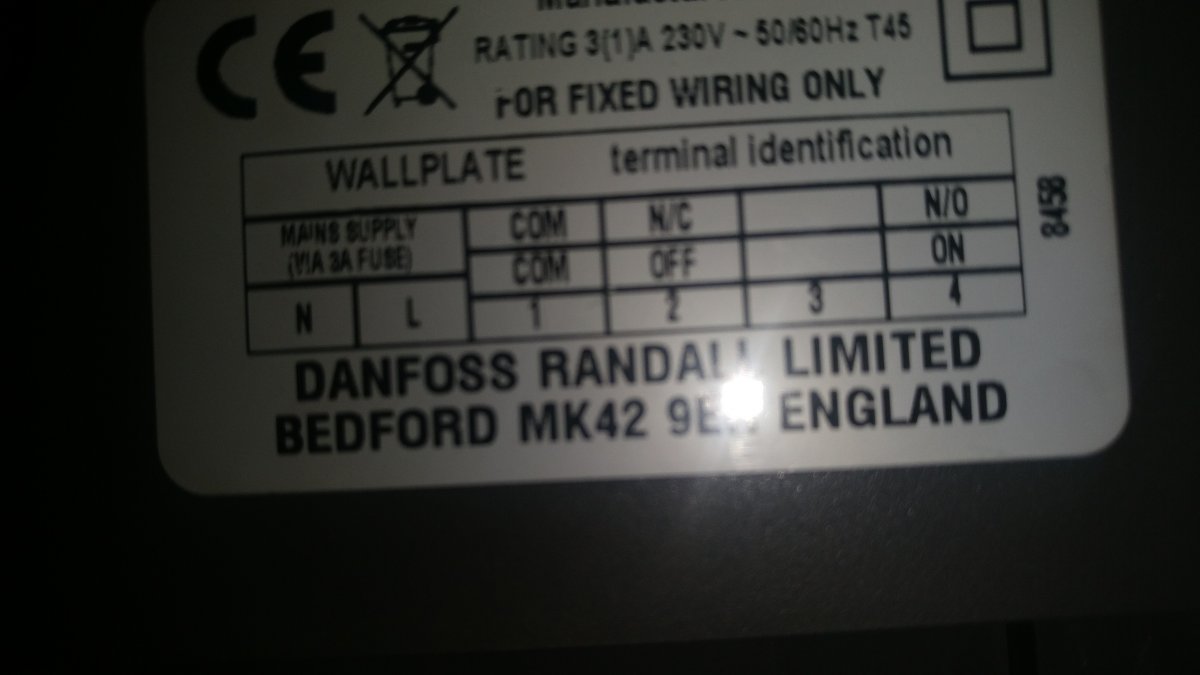 CE
RATING 3(1)A 230V ~ 50/60Hz T45
FOR FIXED WIRING ONLY
WALLPLATE terminal identification
MAINS SUPPLY
(VIA 3A FUSE)
COM N/C N/O
COM OFF ON
N L 1 2 3 4
8458
DANFOSS RANDALL LIMITED
BEDFORD MK42 ENGLAND